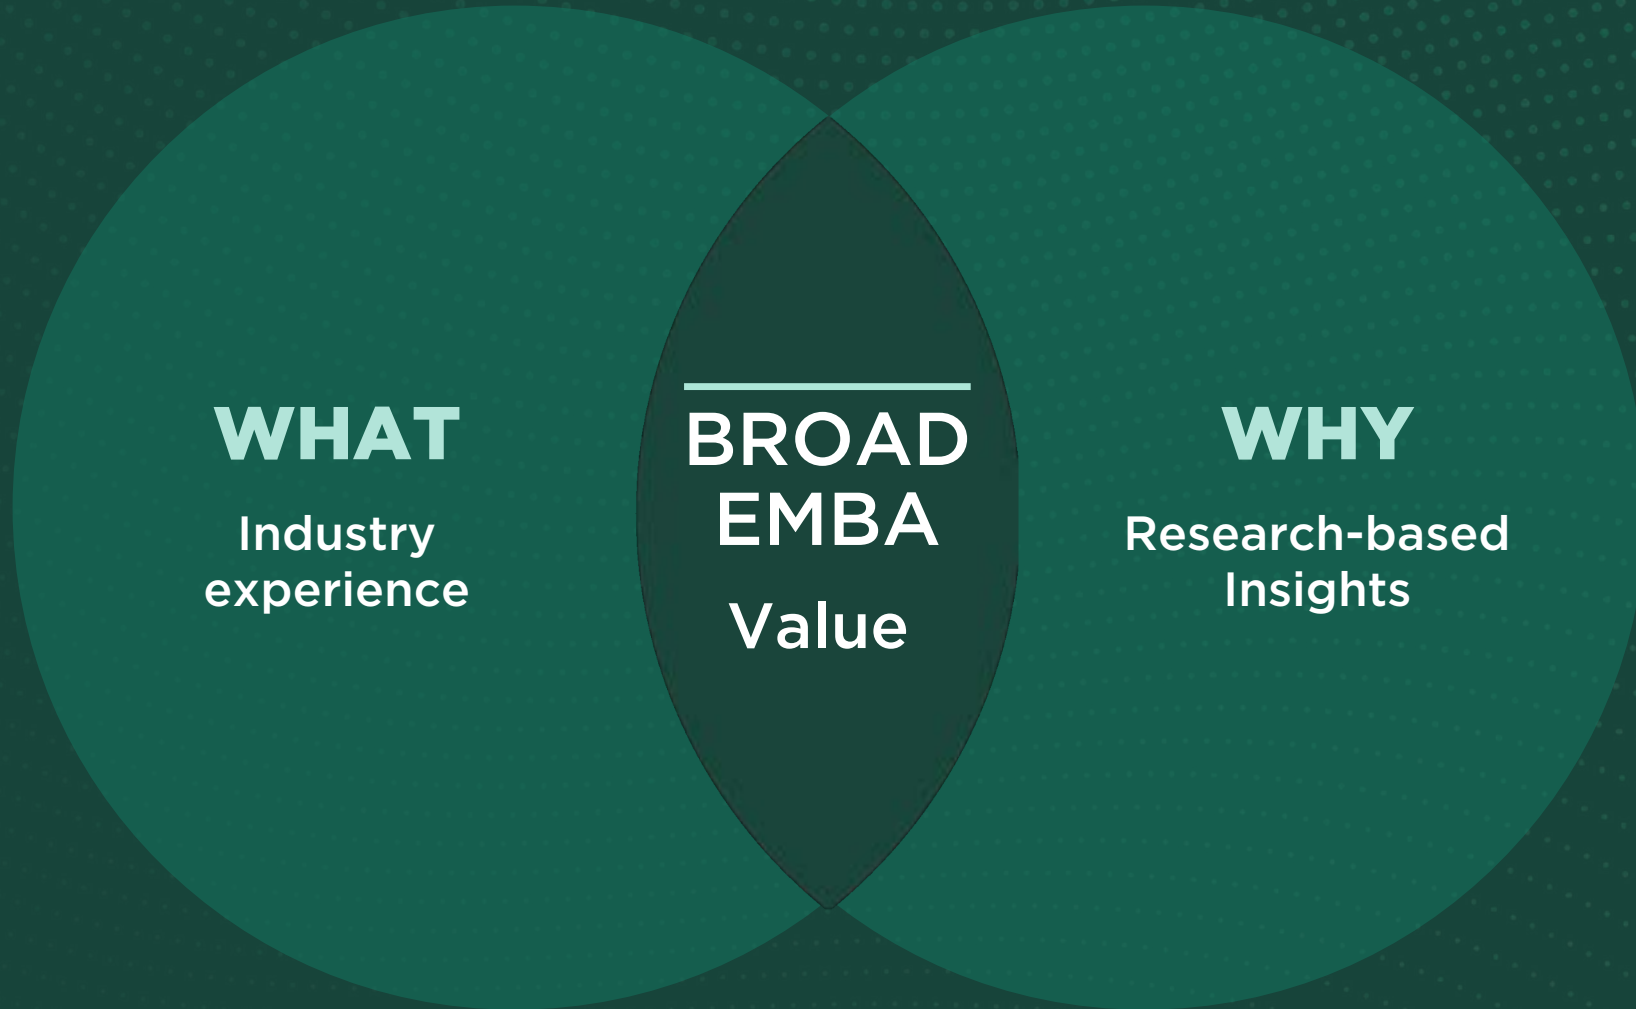 WHAT
Industry
experience
BROAD
EMBA
Value
WHY
Research-based
Insights